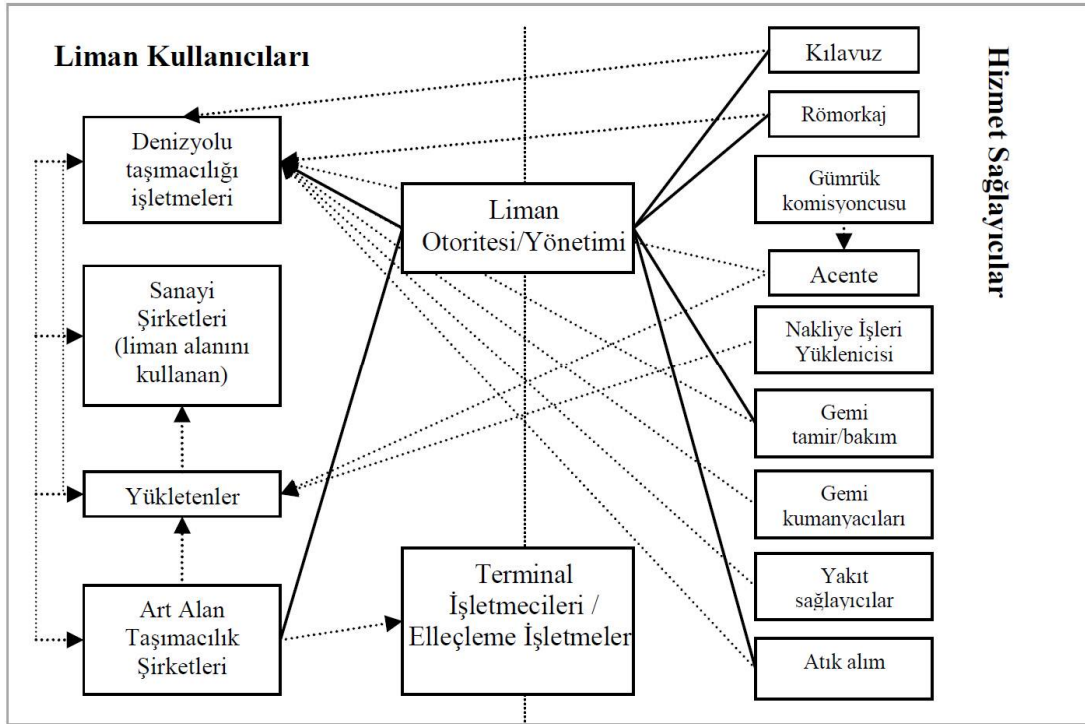 Liman Kullanıcıları
Denizyolu
taşımacılığı
işletmeleri
Sanayi
Şirketleri
(liman alanını
kullanan)
Yükletenler
Art Alan
Taşımacılık
Şirketleri
Liman
Otoritesi/Yönetimi
Terminal
İşletmecileri /
Elleçleme İşletmeler
Kılavuz
Römorkaj
Gümrük
komisyoncusu
Acente
Nakliye İşleri
Yüklenicisi
Gemi
tamir/bakım
Gemi
kumanyacıları
Yakıt
sağlayıcılar
Atık alım
Hizmet Sağlayıcılar